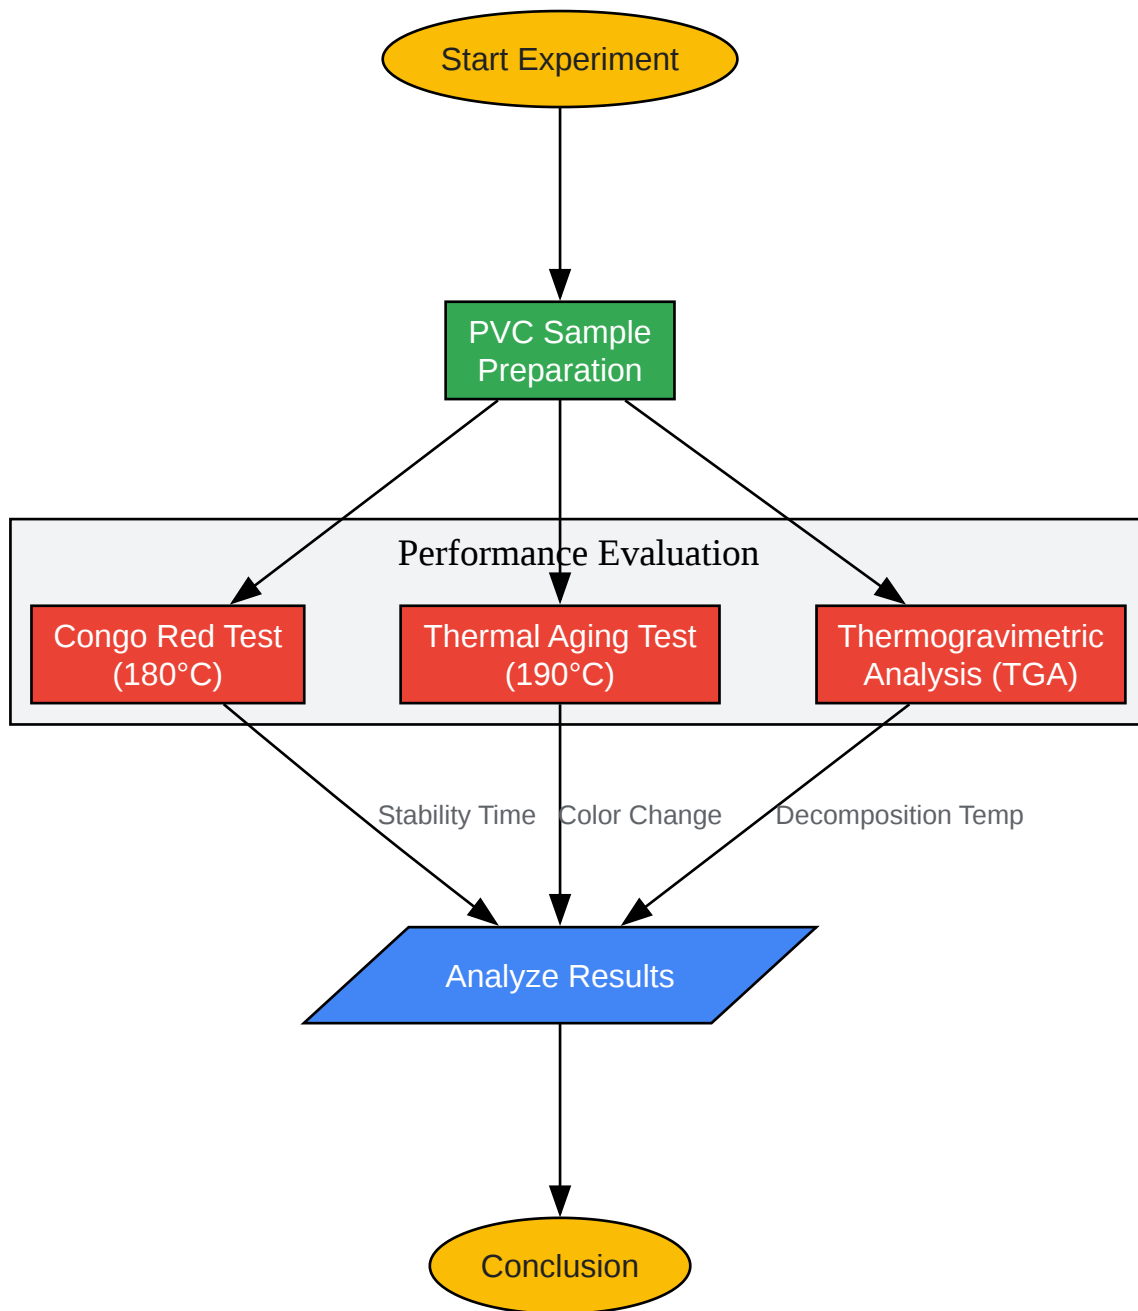 Start Experiment
PVC Sample
Preparation
Performance Evaluation
Congo Red Test
(180°C)
Thermal Aging Test
(190°C)
Thermogravimetric
Analysis (TGA)
Stability Time
Color Change
Decomposition Temp
Analyze Results
Conclusion